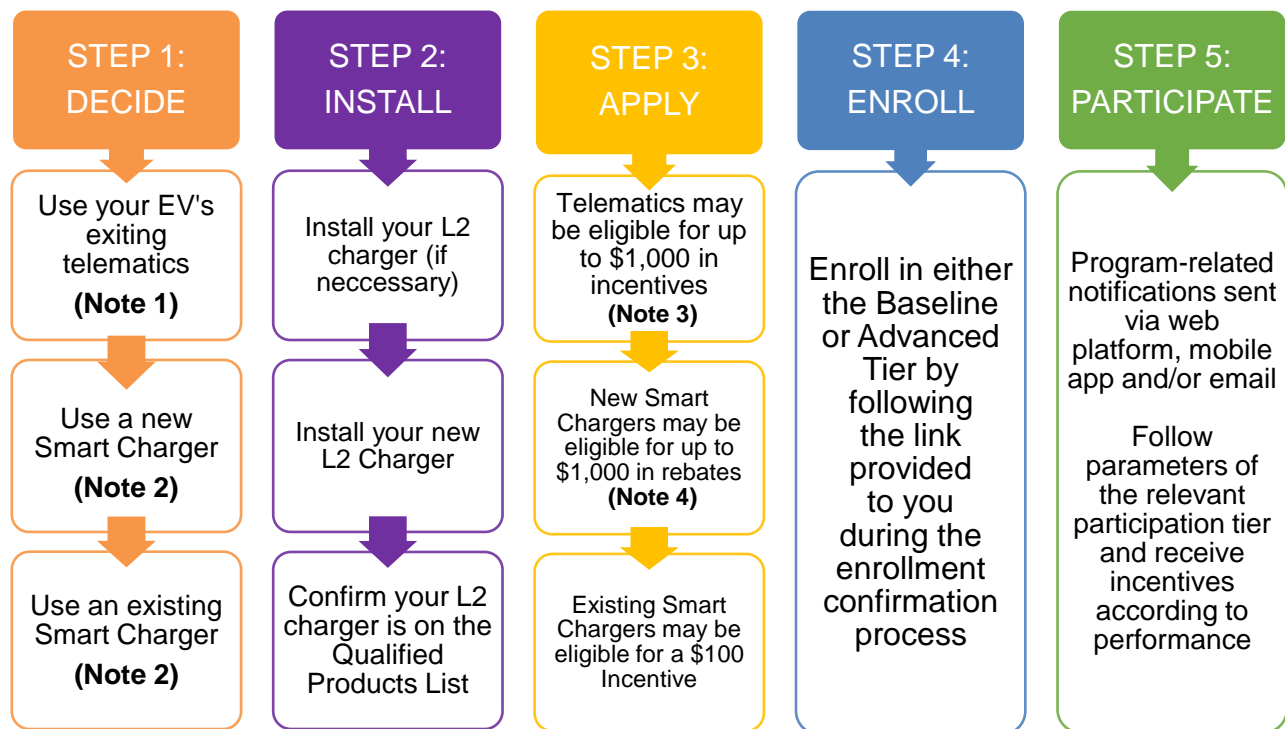 STEP 1:
DECIDE
Use your EV's
exiting
telematics
(Note 1)
Use a new
Smart Charger
(Note 2)
Use an existing
Smart Charger
(Note 2)
STEP 2:
INSTALL
Install your L2
charger (if
neccessary)
Install your new
L2 Charger
Confirm your L2
charger is on the
Qualified
Products List
STEP 3:
APPLY
Telematics may
be eligible for up
to $1,000 in
incentives
(Note 3)
New Smart
Chargers may be
eligible for up to
$1,000 in rebates
(Note 4)
Existing Smart
Chargers may be
eligible for a $100
Incentive
STEP 4:
ENROLL
Enroll in either
the Baseline
or Advanced
Tier by
following
the link
provided
to you
during the
enrollment
confirmation
process
STEP 5:
PARTICIPATE
Program-related
notifications sent
via web
platform, mobile
app and/or email
Follow
parameters of
the relevant
participation tier
and receive
incentives
according to
performance